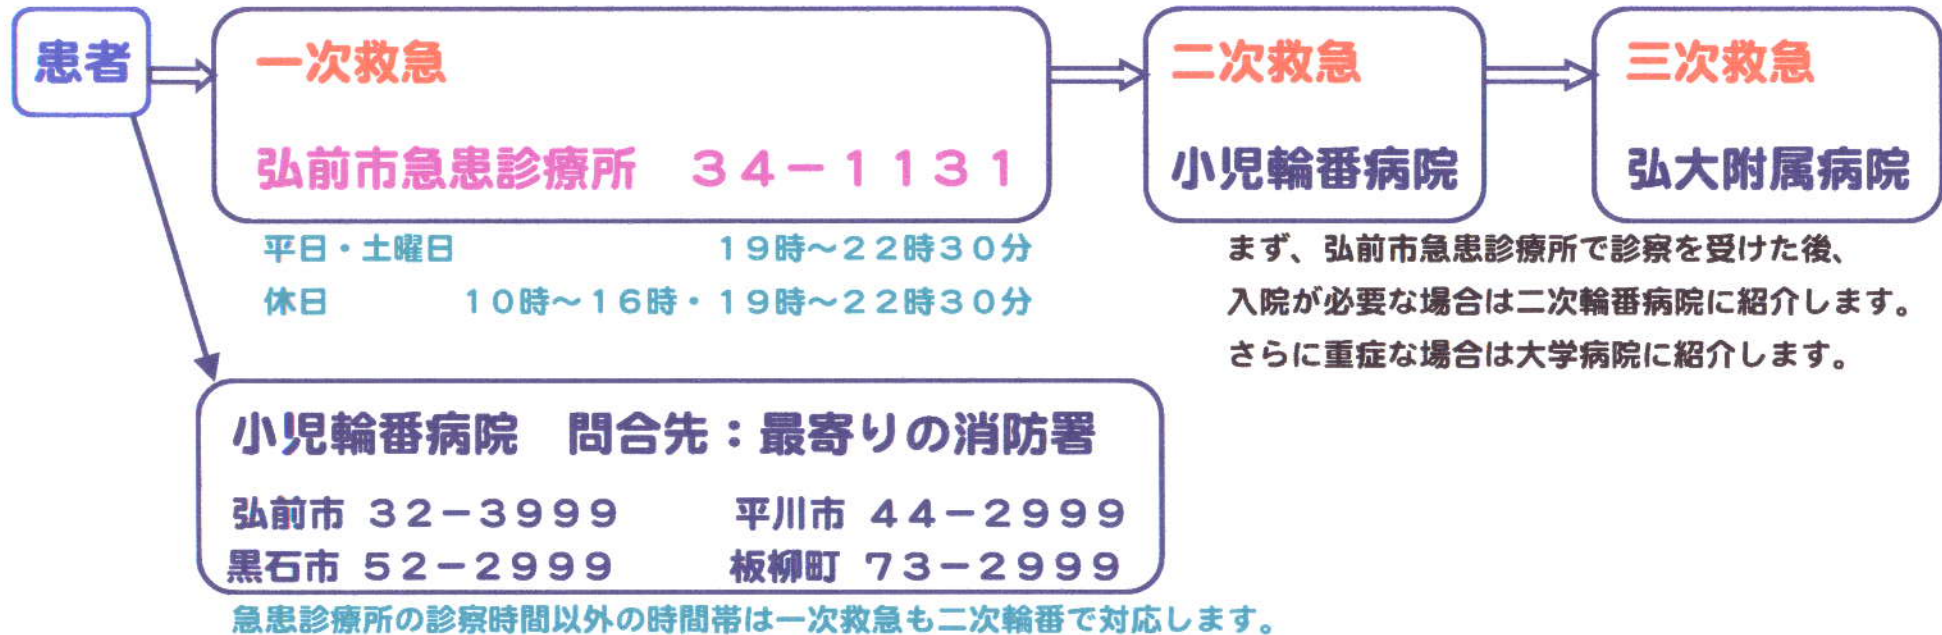 患者
一次救急
弘前市急患診療所　３４－１１３１
平日・土曜日　１９時～２２時３０分
休日　１０時～１６時・１９時～２２時３０分
二次救急
小児輪番病院
三次救急
弘大附属病院
まず、弘前市急患診療所で診察を受けた後、
入院が必要な場合は二次輪番病院に紹介します。
さらに重症な場合は大学病院に紹介します。
小児輪番病院　問合先：最寄りの消防署
弘前市 ３２－３９９９　平川市 ４４－２９９９
黒石市 ５２－２９９９　板柳町 ７３－２９９９
急患診療所の診察時間以外の時間帯は一次救急も二次輪番で対応します。